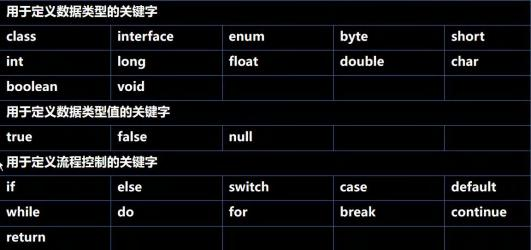 用于定义数据类型的关键字
class interface enum byte short
int long float double char
boolean void
用于定义数据类型值的关键字
true false null
用于定义流程控制的关键字
if else switch case default
while do for break continue
return